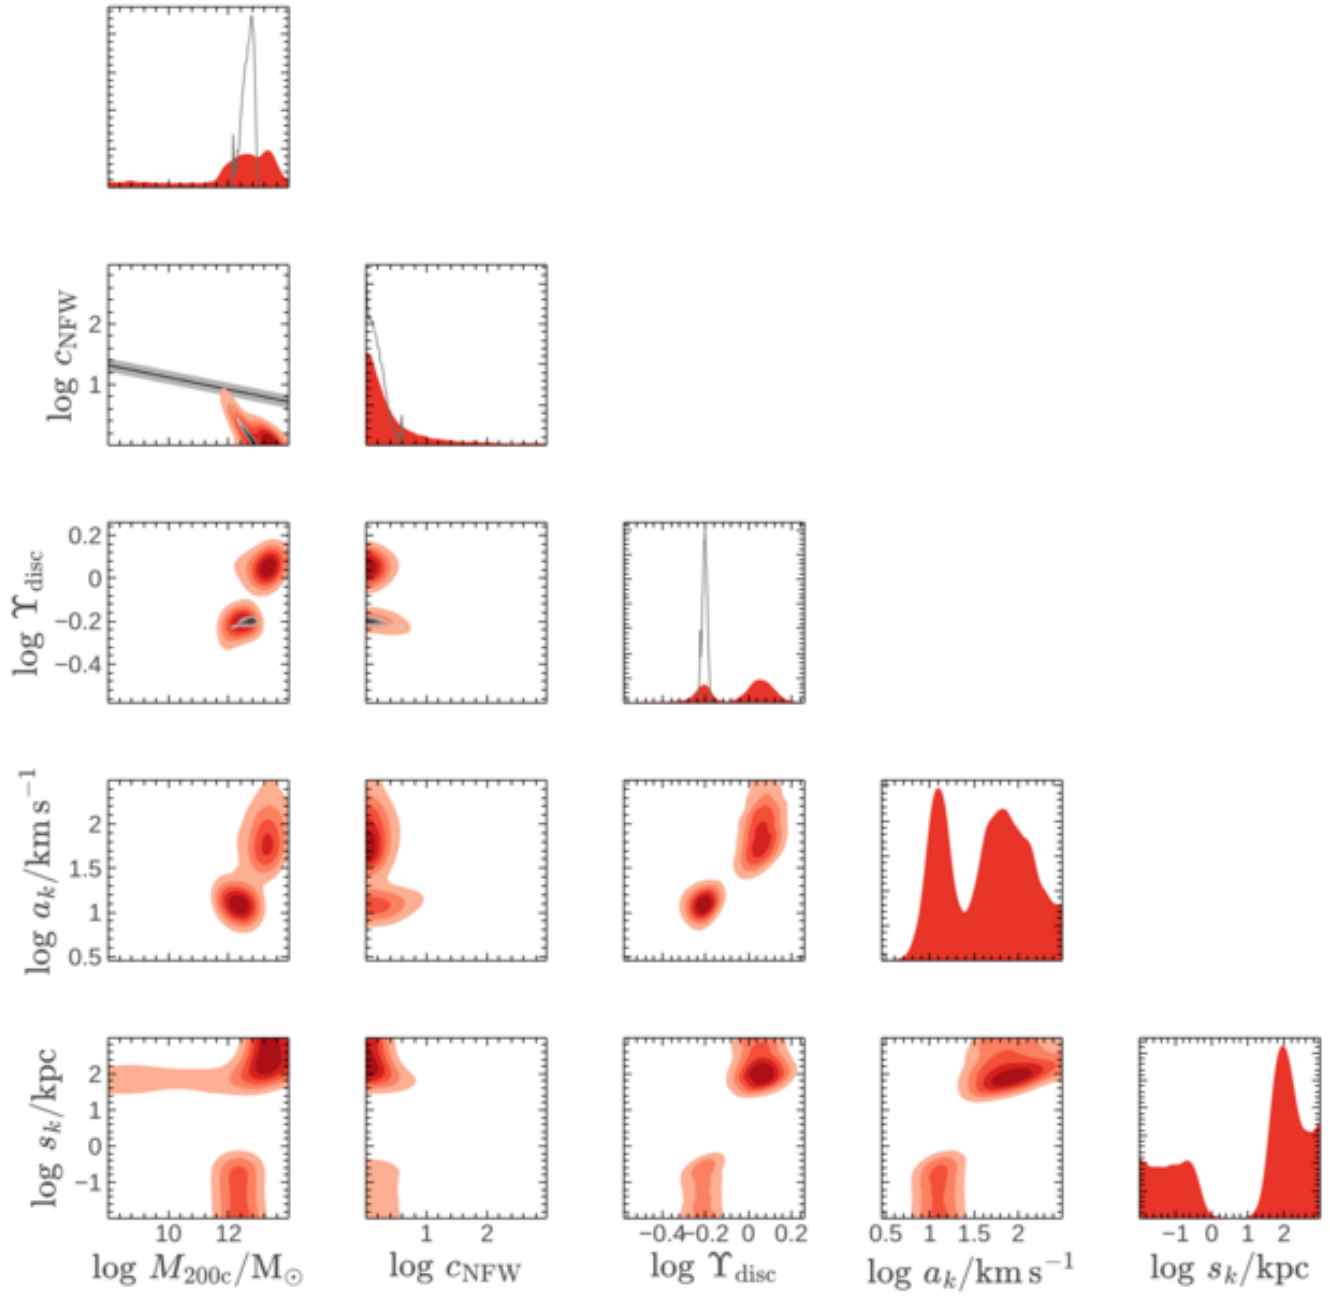 log c_NFW
2
1
log ϒ_disc
0.2
0
−0.2
−0.4
log a_k/km s⁻¹
2
1.5
1
0.5
log s_k/kpc
2
1
0
−1
10 12
1 2
−0.4 −0.2 0 0.2
0.5 1 1.5 2
−1 0 1 2
log M_200c/M_⊙
log c_NFW
log ϒ_disc
log a_k/km s⁻¹
log s_k/kpc